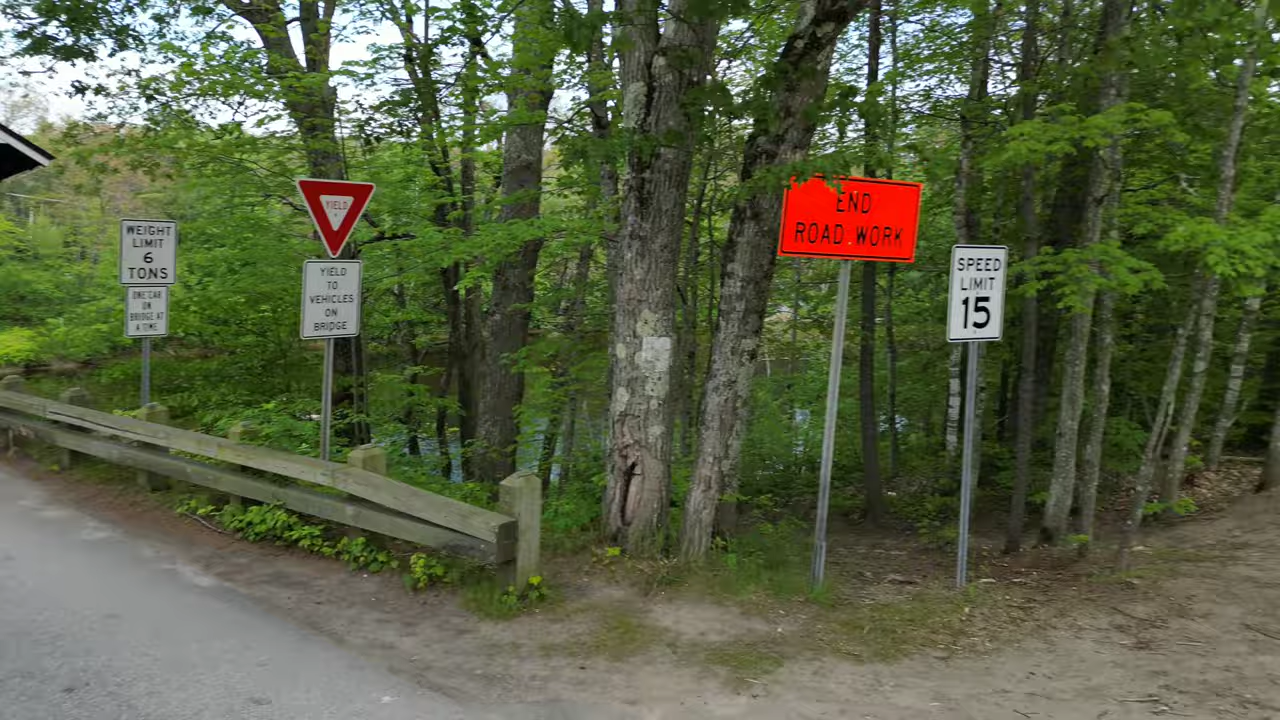 WEIGHT
LIMIT
6
TONS
ONE CAR
ON
BRIDGE AT
A TIME
YIELD
YIELD
TO
VEHICLES
ON
BRIDGE
END
ROAD WORK
SPEED
LIMIT
15